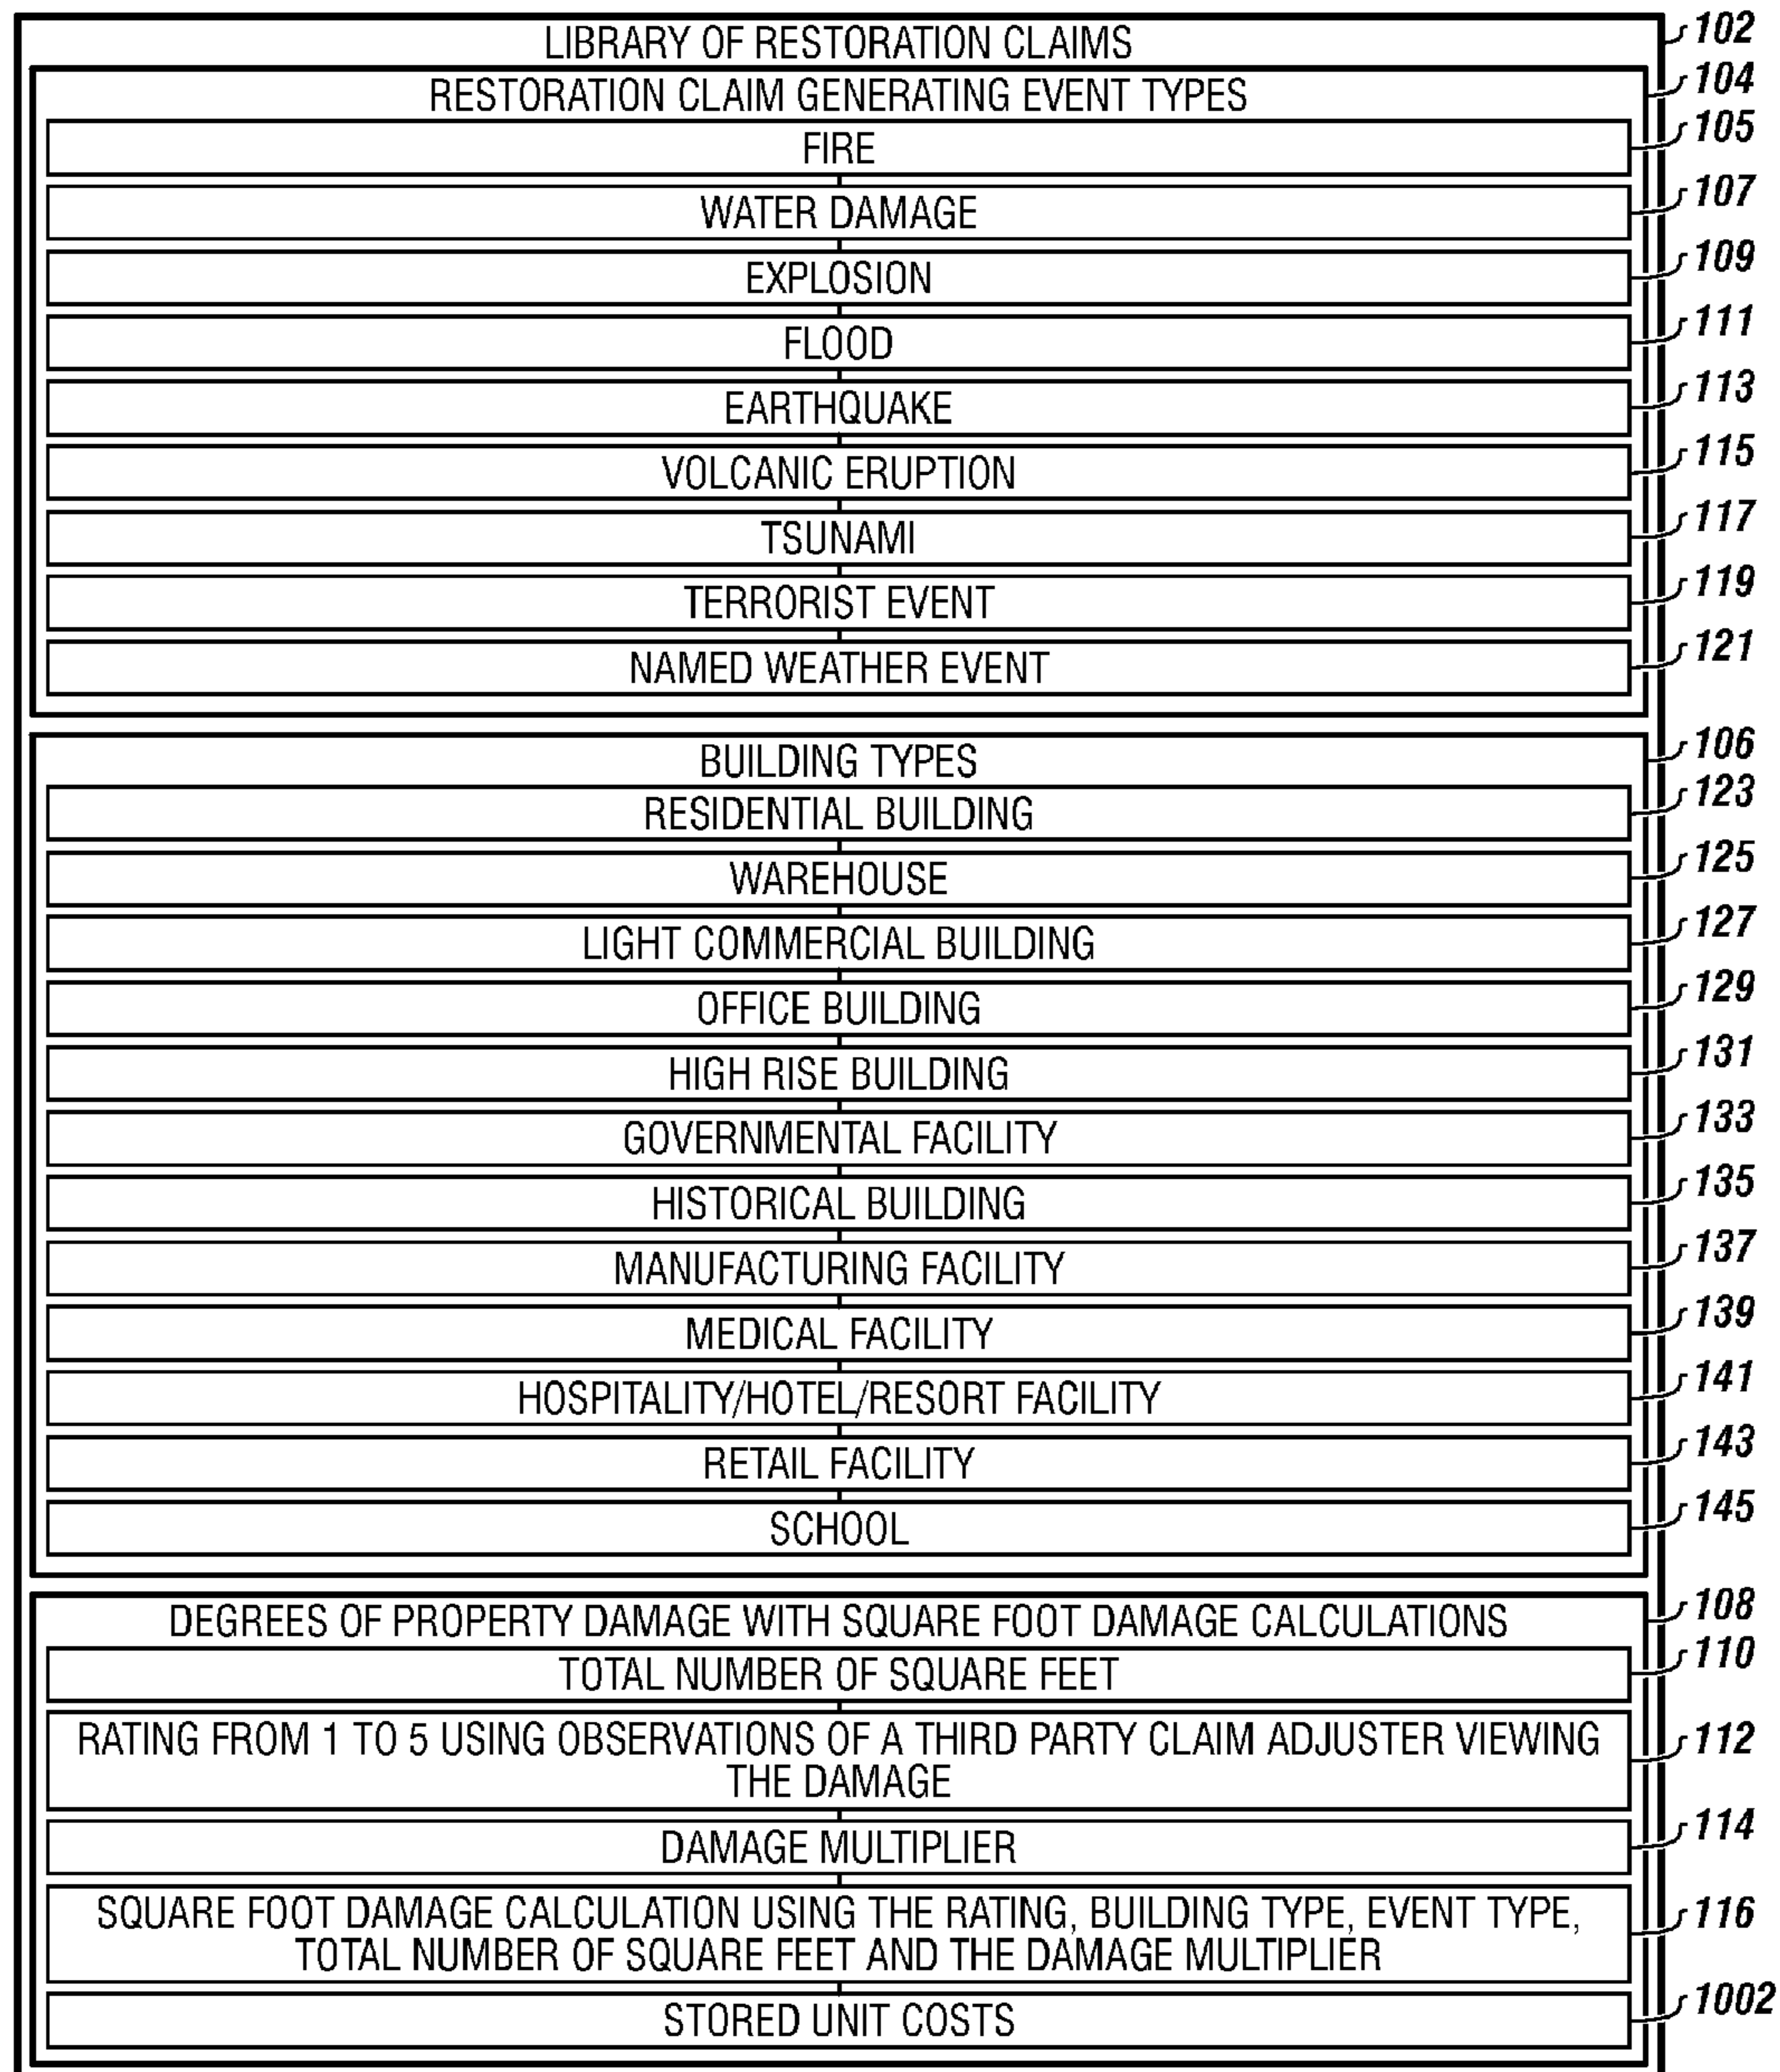 LIBRARY OF RESTORATION CLAIMS 102
RESTORATION CLAIM GENERATING EVENT TYPES 104
FIRE 105
WATER DAMAGE 107
EXPLOSION 109
FLOOD 111
EARTHQUAKE 113
VOLCANIC ERUPTION 115
TSUNAMI 117
TERRORIST EVENT 119
NAMED WEATHER EVENT 121
BUILDING TYPES 106
RESIDENTIAL BUILDING 123
WAREHOUSE 125
LIGHT COMMERCIAL BUILDING 127
OFFICE BUILDING 129
HIGH RISE BUILDING 131
GOVERNMENTAL FACILITY 133
HISTORICAL BUILDING 135
MANUFACTURING FACILITY 137
MEDICAL FACILITY 139
HOSPITALITY/HOTEL/RESORT FACILITY 141
RETAIL FACILITY 143
SCHOOL 145
DEGREES OF PROPERTY DAMAGE WITH SQUARE FOOT DAMAGE CALCULATIONS 108
TOTAL NUMBER OF SQUARE FEET 110
RATING FROM 1 TO 5 USING OBSERVATIONS OF A THIRD PARTY CLAIM ADJUSTER VIEWING 112
THE DAMAGE
DAMAGE MULTIPLIER 114
SQUARE FOOT DAMAGE CALCULATION USING THE RATING, BUILDING TYPE, EVENT TYPE, 116
TOTAL NUMBER OF SQUARE FEET AND THE DAMAGE MULTIPLIER
STORED UNIT COSTS 1002